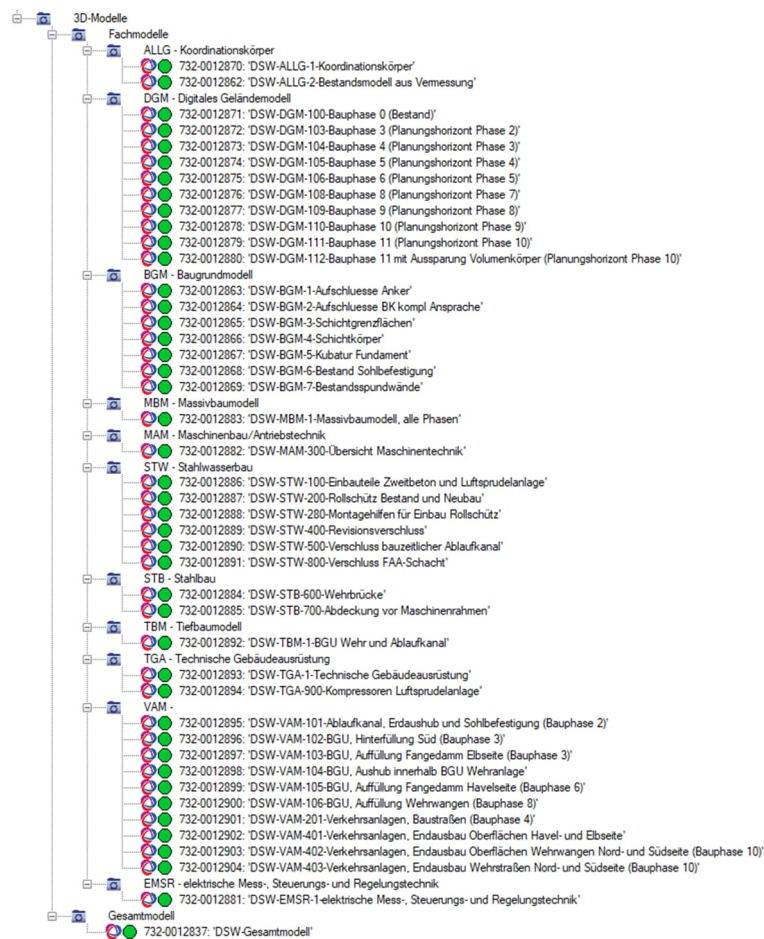 3D-Modelle
Fachmodelle
ALLG - Koordinationskörper
732-0012870: 'DSW-ALLG-1-Koordinationskörper'
732-0012862: 'DSW-ALLG-2-Bestandsmodell aus Vermessung'
DGM - Digitales Geländemodell
732-0012871: 'DSW-DGM-100-Bauphase 0 (Bestand)'
732-0012872: 'DSW-DGM-103-Bauphase 3 (Planungshorizont Phase 2)'
732-0012873: 'DSW-DGM-104-Bauphase 4 (Planungshorizont Phase 3)'
732-0012874: 'DSW-DGM-105-Bauphase 5 (Planungshorizont Phase 4)'
732-0012875: 'DSW-DGM-106-Bauphase 6 (Planungshorizont Phase 5)'
732-0012876: 'DSW-DGM-108-Bauphase 8 (Planungshorizont Phase 7)'
732-0012877: 'DSW-DGM-109-Bauphase 9 (Planungshorizont Phase 8)'
732-0012878: 'DSW-DGM-110-Bauphase 10 (Planungshorizont Phase 9)'
732-0012879: 'DSW-DGM-111-Bauphase 11 (Planungshorizont Phase 10)'
732-0012880: 'DSW-DGM-112-Bauphase 11 mit Aussparung Volumenkörper (Planungshorizont Phase 10)'
BGM - Baugrundmodell
732-0012863: 'DSW-BGM-1-Aufschluesse Anker'
732-0012864: 'DSW-BGM-2-Aufschluesse BK kompl Ansprache'
732-0012865: 'DSW-BGM-3-Schichtgrenzflächen'
732-0012866: 'DSW-BGM-4-Schichtkörper'
732-0012867: 'DSW-BGM-5-Kubatur Fundament'
732-0012868: 'DSW-BGM-6-Bestand Sohlbefestigung'
732-0012869: 'DSW-BGM-7-Bestandsspundwände'
MBM - Massivbaumodell
732-0012883: 'DSW-MBM-1-Massivbaumodell, alle Phasen'
MAM - Maschinenbau/Antriebstechnik
732-0012882: 'DSW-MAM-300-Übersicht Maschinentechnik'
STW - Stahlwasserbau
732-0012886: 'DSW-STW-100-Einbauteile Zweitbeton und Luftsprudelanlage'
732-0012887: 'DSW-STW-200-Rollschütz Bestand und Neubau'
732-0012888: 'DSW-STW-280-Montagehilfen für Einbau Rollschütz'
732-0012889: 'DSW-STW-400-Revisionsverschluss'
732-0012890: 'DSW-STW-500-Verschluss bauzeitlicher Ablaufkanal'
732-0012891: 'DSW-STW-800-Verschluss FAA-Schacht'
STB - Stahlbau
732-0012884: 'DSW-STB-600-Wehrbrücke'
732-0012885: 'DSW-STB-700-Abdeckung vor Maschinenrahmen'
TBM - Tiefbaumodell
732-0012892: 'DSW-TBM-1-BGU Wehr und Ablaufkanal'
TGA - Technische Gebäudeausrüstung
732-0012893: 'DSW-TGA-1-Technische Gebäudeausrüstung'
732-0012894: 'DSW-TGA-900-Kompressoren Luftsprudelanlage'
VAM -
732-0012895: 'DSW-VAM-101-Ablaufkanal, Erdaushub und Sohlbefestigung (Bauphase 2)'
732-0012896: 'DSW-VAM-102-BGU, Hinterfüllung Süd (Bauphase 3)'
732-0012897: 'DSW-VAM-103-BGU, Auffüllung Fangedamm Elbseite (Bauphase 3)'
732-0012898: 'DSW-VAM-104-BGU, Aushub innerhalb BGU Wehranlage'
732-0012899: 'DSW-VAM-105-BGU, Auffüllung Fangedamm Havelseite (Bauphase 6)'
732-0012900: 'DSW-VAM-106-BGU, Auffüllung Wehrwangen (Bauphase 8)'
732-0012901: 'DSW-VAM-201-Verkehrsanlagen, Baustraßen (Bauphase 4)'
732-0012902: 'DSW-VAM-401-Verkehrsanlagen, Endausbau Oberflächen Havel- und Elbseite'
732-0012903: 'DSW-VAM-402-Verkehrsanlagen, Endausbau Oberflächen Wehrwangen Nord- und Südseite (Bauphase 10)'
732-0012904: 'DSW-VAM-403-Verkehrsanlagen, Endausbau Wehrstraßen Nord- und Südseite (Bauphase 10)'
EMSR - elektrische Mess-, Steuerungs- und Regelungstechnik
732-0012881: 'DSW-EMSR-1-elektrische Mess-, Steuerungs- und Regelungstechnik'
Gesamtmodell
732-0012837: 'DSW-Gesamtmodell'